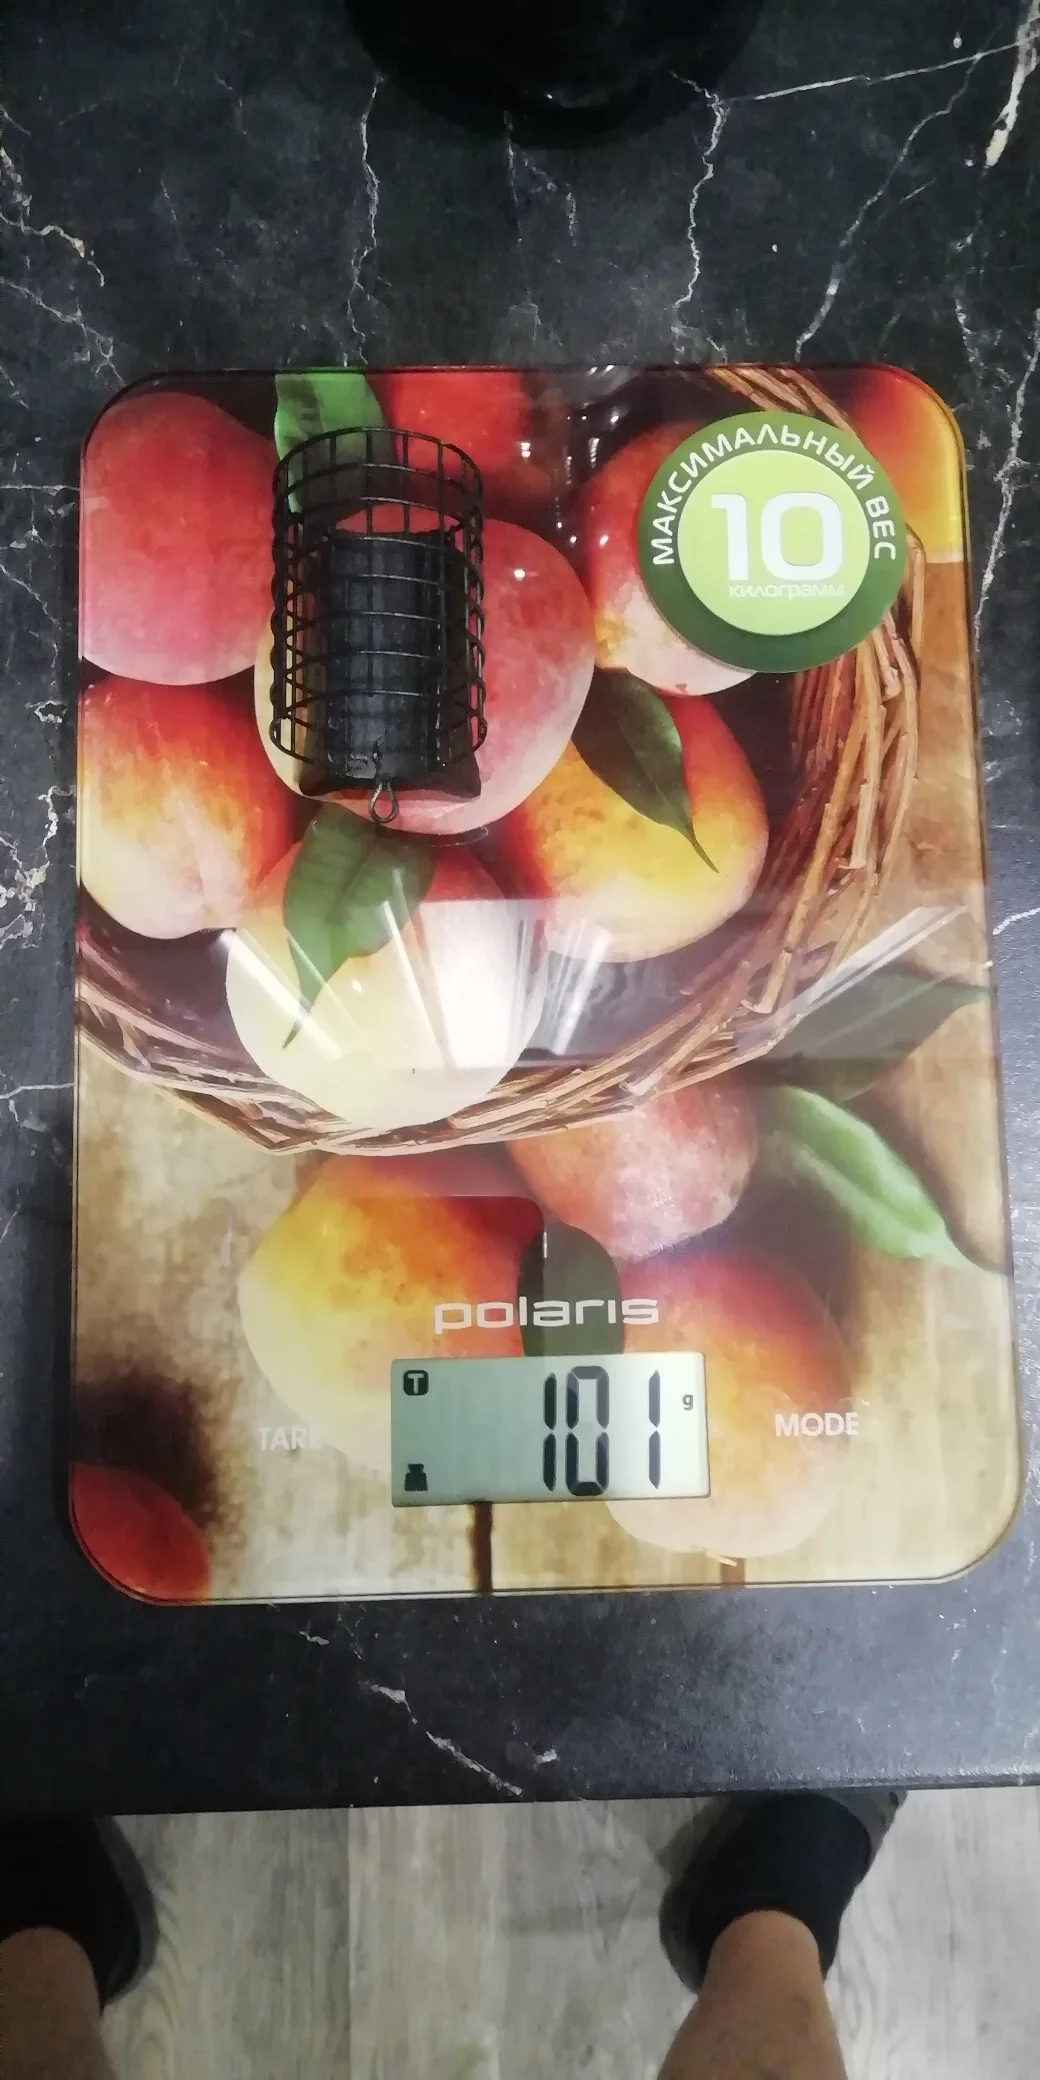 МАКСИМАЛЬНЫЙ ВЕС
10
килограмм
polaris
T
101 g
TARE
MODE